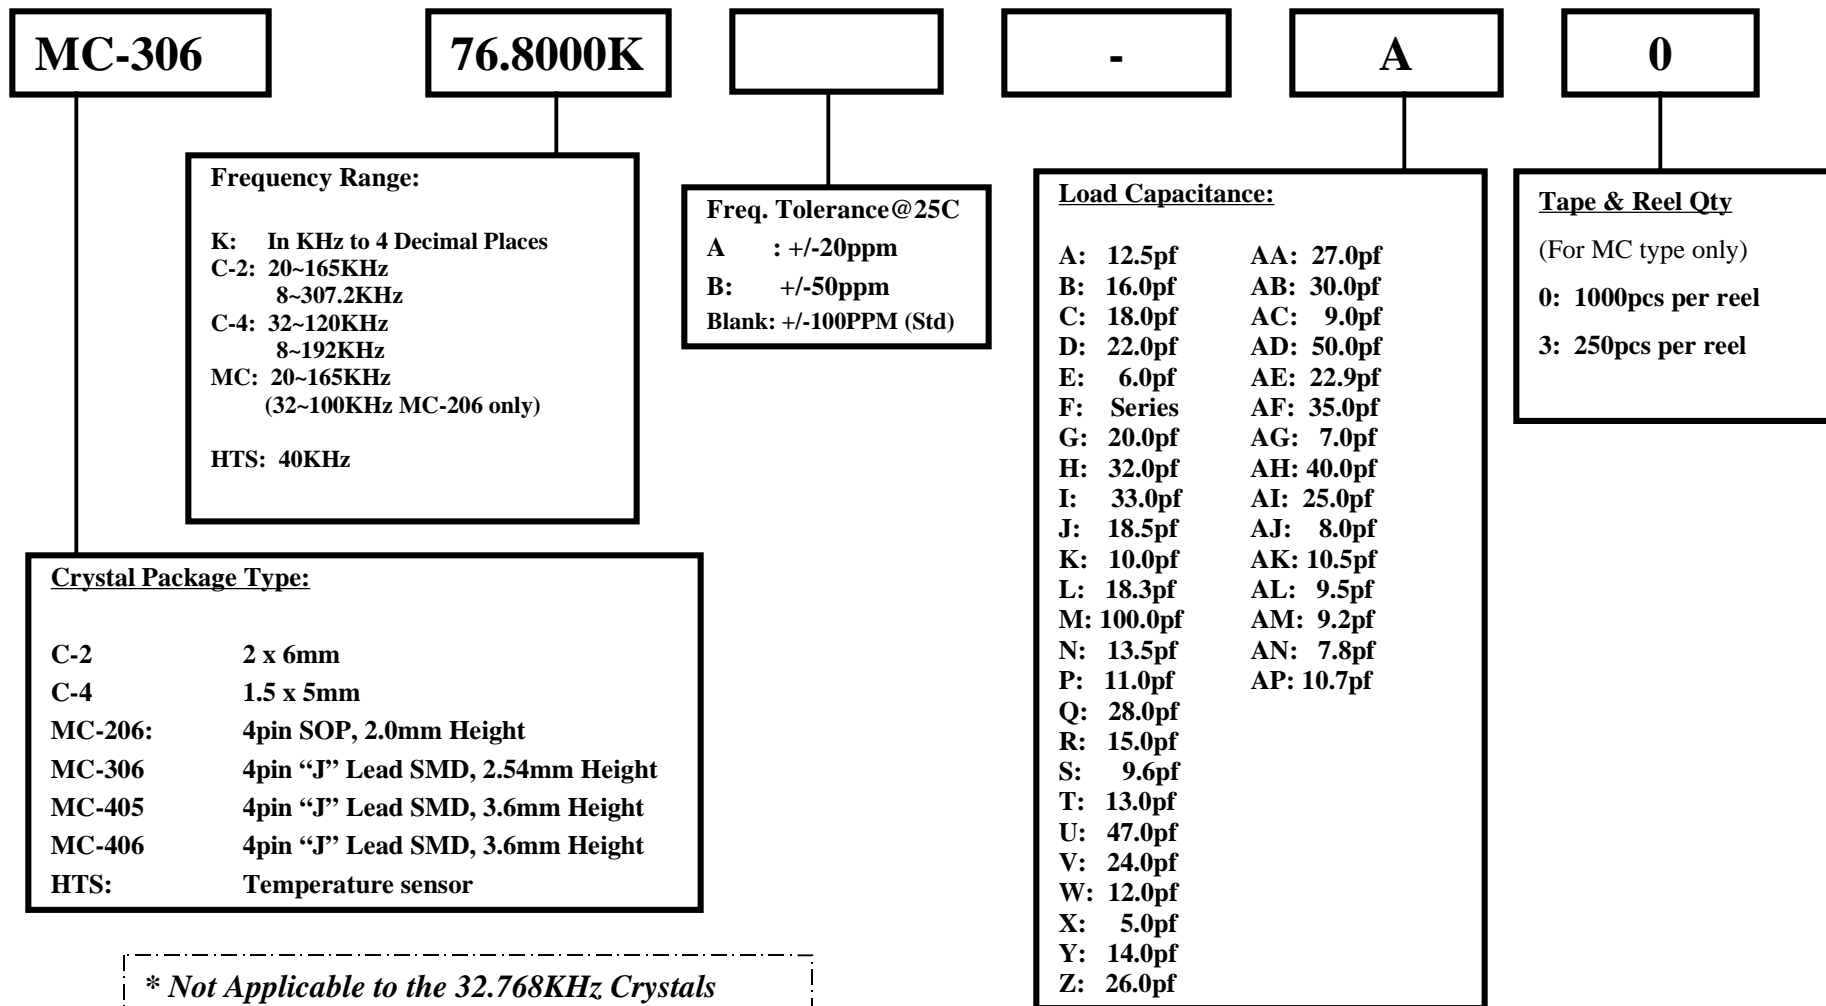 MC-306 76.8000K - A 0
Frequency Range:
K: In KHz to 4 Decimal Places
C-2: 20~165KHz
8~307.2KHz
C-4: 32~120KHz
8~192KHz
MC: 20~165KHz
(32~100KHz MC-206 only)
HTS: 40KHz
Freq. Tolerance@25C
A : +/-20ppm
B: +/-50ppm
Blank: +/-100PPM (Std)
Load Capacitance:
A: 12.5pf AA: 27.0pf
B: 16.0pf AB: 30.0pf
C: 18.0pf AC: 9.0pf
D: 22.0pf AD: 50.0pf
E: 6.0pf AE: 22.9pf
F: Series AF: 35.0pf
G: 20.0pf AG: 7.0pf
H: 32.0pf AH: 40.0pf
I: 33.0pf AI: 25.0pf
J: 18.5pf AJ: 8.0pf
K: 10.0pf AK: 10.5pf
L: 18.3pf AL: 9.5pf
M: 100.0pf AM: 9.2pf
N: 13.5pf AN: 7.8pf
P: 11.0pf AP: 10.7pf
Q: 28.0pf
R: 15.0pf
S: 9.6pf
T: 13.0pf
U: 47.0pf
V: 24.0pf
W: 12.0pf
X: 5.0pf
Y: 14.0pf
Z: 26.0pf
Tape & Reel Qty
(For MC type only)
0: 1000pcs per reel
3: 250pcs per reel
Crystal Package Type:
C-2 2 x 6mm
C-4 1.5 x 5mm
MC-206: 4pin SOP, 2.0mm Height
MC-306 4pin “J” Lead SMD, 2.54mm Height
MC-405 4pin “J” Lead SMD, 3.6mm Height
MC-406 4pin “J” Lead SMD, 3.6mm Height
HTS: Temperature sensor
* Not Applicable to the 32.768KHz Crystals